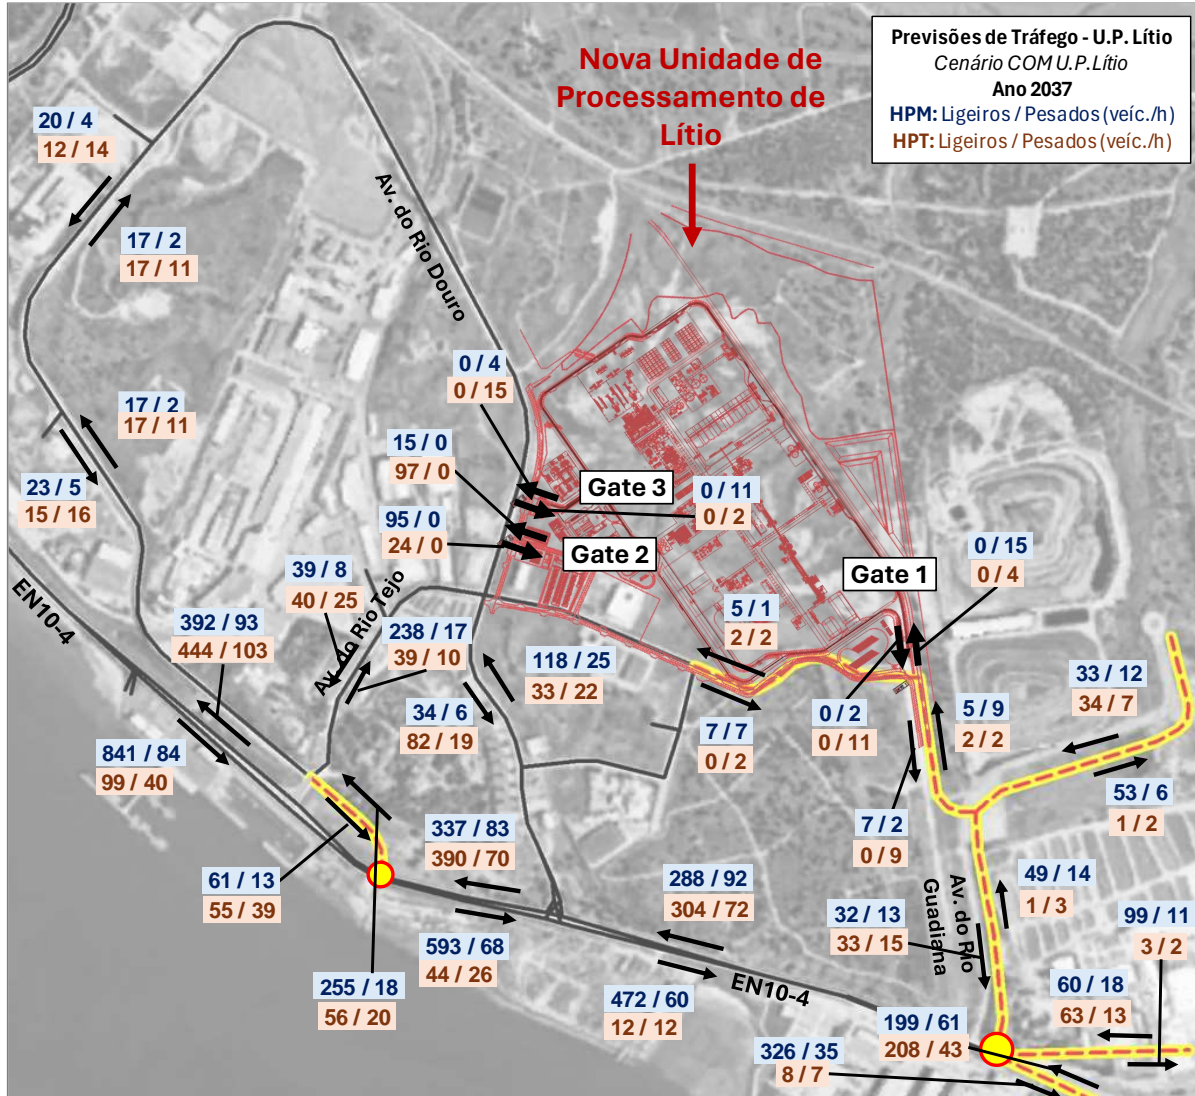 Previsões de Tráfego - U.P. Lítio
Cenário COM U.P.Lítio
Ano 2037
HPM: Ligeiros / Pesados (veíc./h)
HPT: Ligeiros / Pesados (veíc./h)
Nova Unidade de
Processamento de
Lítio
20 / 4
12 / 14
17 / 2
17 / 11
Av. do Rio Douro
0 / 4
0 / 15
17 / 2
17 / 11
15 / 0
97 / 0
23 / 5
15 / 16
Gate 3
0 / 11
0 / 2
95 / 0
24 / 0
Gate 2
Gate 1
0 / 15
0 / 4
39 / 8
40 / 25
Av. do Rio Tejo
EN10-4
392 / 93
444 / 103
238 / 17
39 / 10
5 / 1
2 / 2
118 / 25
33 / 22
33 / 12
34 / 7
34 / 6
82 / 19
0 / 2
0 / 11
5 / 9
2 / 2
7 / 7
0 / 2
841 / 84
99 / 40
53 / 6
1 / 2
7 / 2
0 / 9
337 / 83
390 / 70
61 / 13
55 / 39
288 / 92
304 / 72
49 / 14
1 / 3
Av. do Rio
Guadiana
32 / 13
33 / 15
99 / 11
3 / 2
593 / 68
44 / 26
255 / 18
56 / 20
472 / 60
12 / 12
EN10-4
60 / 18
63 / 13
199 / 61
208 / 43
326 / 35
8 / 7